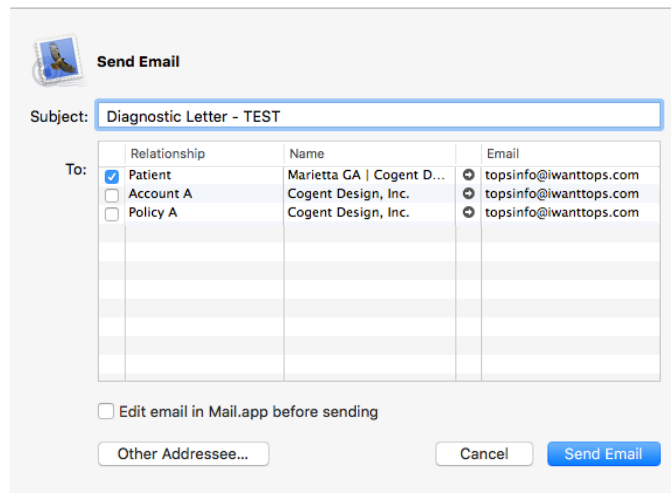 Send Email
Subject: Diagnostic Letter - TEST
Relationship Name Email
To: Patient Marietta GA | Cogent D... topsinfo@iwanttops.com
Account A Cogent Design, Inc. topsinfo@iwanttops.com
Policy A Cogent Design, Inc. topsinfo@iwanttops.com
Edit email in Mail.app before sending
Other Addressee... Cancel Send Email